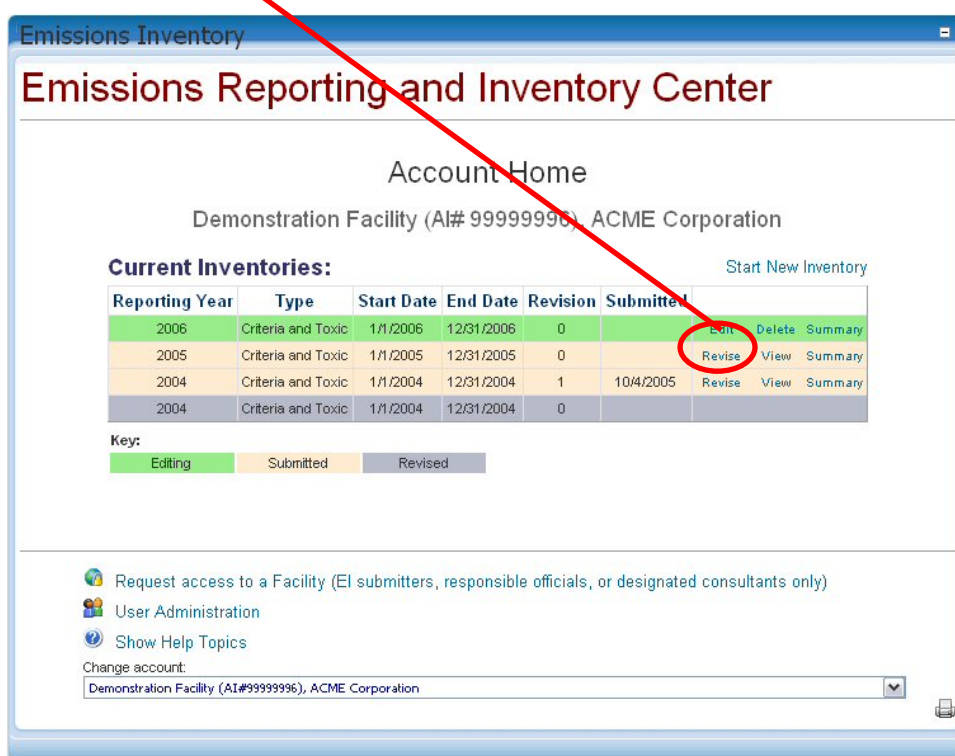 Emissions Inventory
Emissions Reporting and Inventory Center
Account Home
Demonstration Facility (AI# 99999996), ACME Corporation
Current Inventories: Start New Inventory
Reporting Year Type Start Date End Date Revision Submitted
2006 Criteria and Toxic 1/1/2006 12/31/2006 0 Edit Delete Summary
2005 Criteria and Toxic 1/1/2005 12/31/2005 0 Revise View Summary
2004 Criteria and Toxic 1/1/2004 12/31/2004 1 10/4/2005 Revise View Summary
2004 Criteria and Toxic 1/1/2004 12/31/2004 0
Key:
Editing Submitted Revised
Request access to a Facility (EI submitters, responsible officials, or designated consultants only)
User Administration
Show Help Topics
Change account:
Demonstration Facility (AI#99999996), ACME Corporation